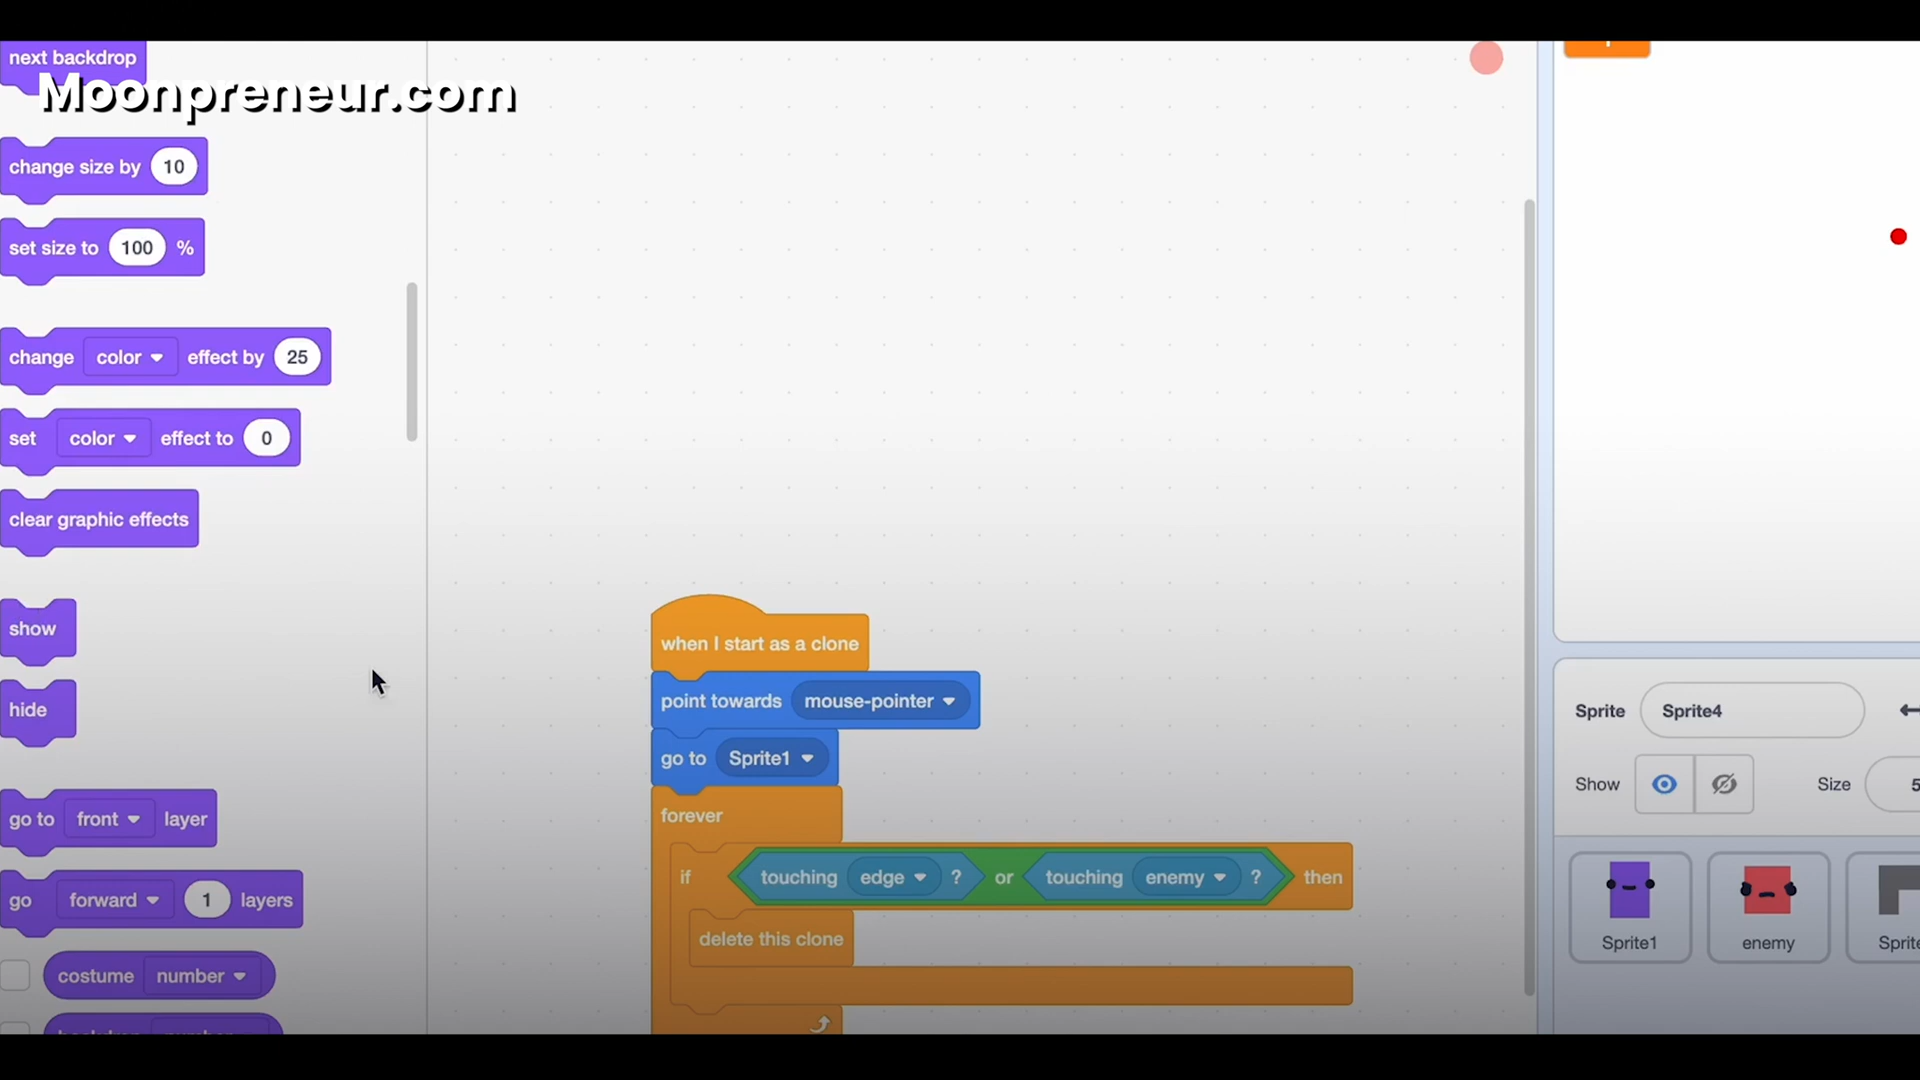 next backdrop
Moonpreneur.com
change size by 10
set size to 100 %
change color effect by 25
set color effect to 0
clear graphic effects
show
hide
go to front layer
go forward 1 layers
costume number
when I start as a clone
point towards mouse-pointer
go to Sprite1
forever
if touching edge ? or touching enemy ? then
delete this clone
Sprite Sprite4
Show Size 5
Sprite1 enemy Sprite